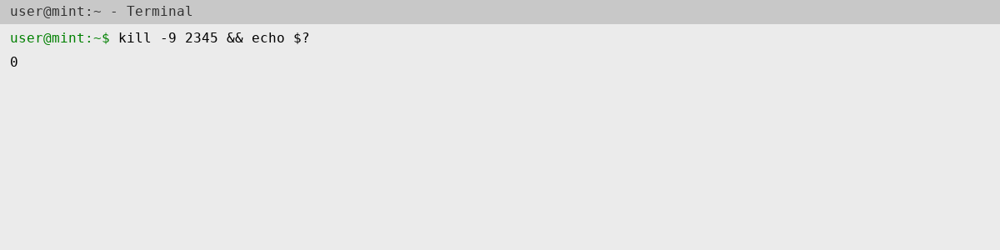 user@mint:~ - Terminal
user@mint:~$ kill -9 2345 && echo $?
0